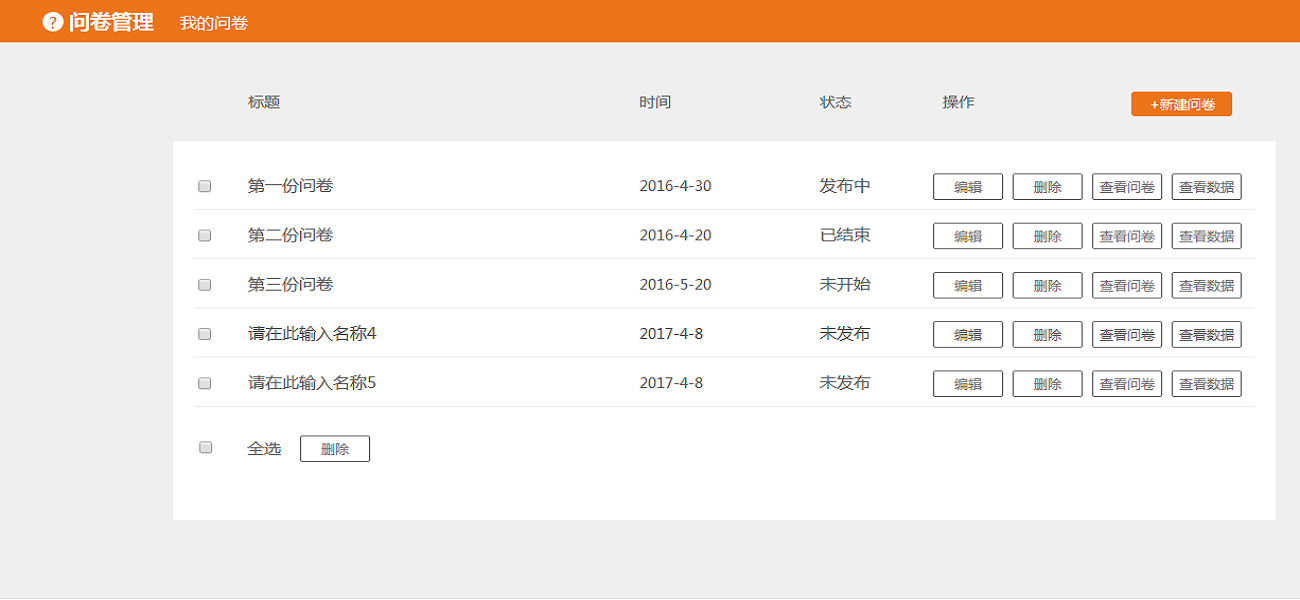 ? 问卷管理 我的问卷
标题 时间 状态 操作 +新建问卷
第一份问卷 2016-4-30 发布中 编辑 删除 查看问卷 查看数据
第二份问卷 2016-4-20 已结束 编辑 删除 查看问卷 查看数据
第三份问卷 2016-5-20 未开始 编辑 删除 查看问卷 查看数据
请在此输入名称4 2017-4-8 未发布 编辑 删除 查看问卷 查看数据
请在此输入名称5 2017-4-8 未发布 编辑 删除 查看问卷 查看数据
全选 删除